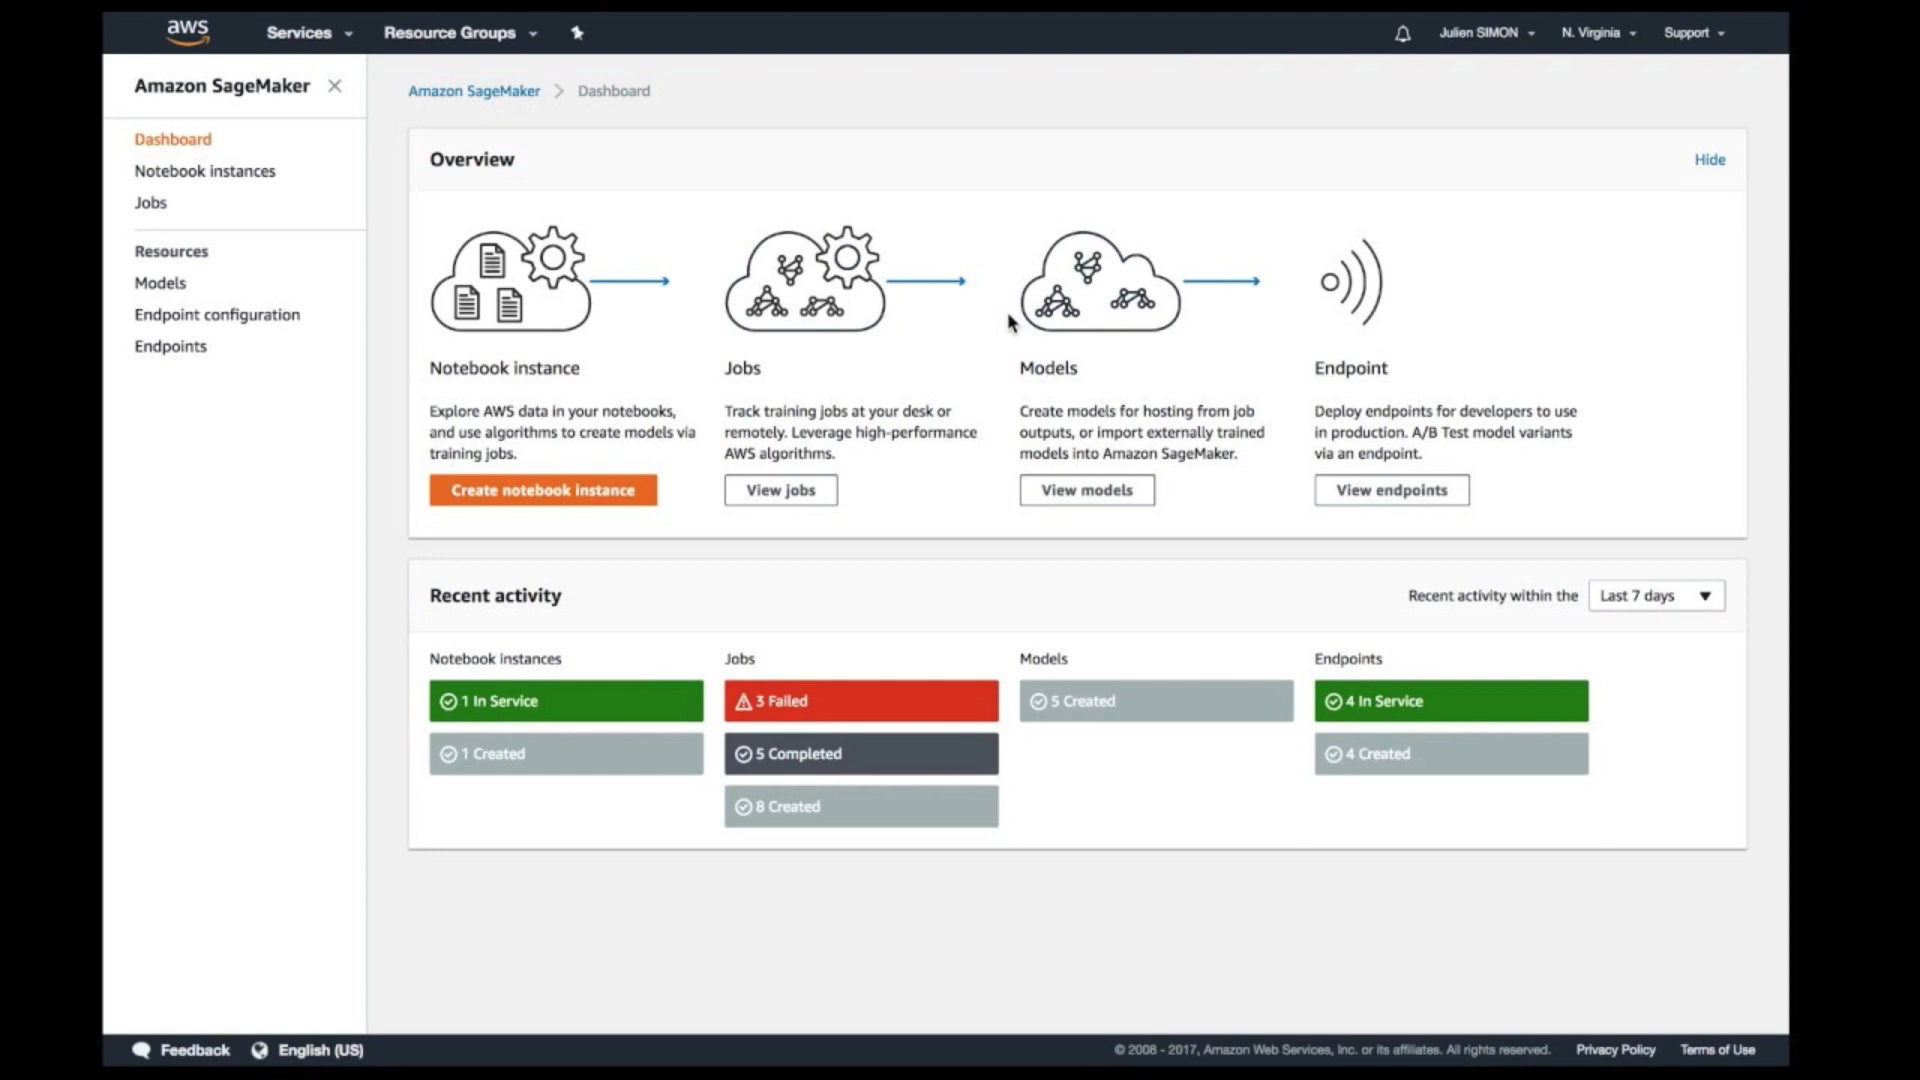 aws
Services
Resource Groups
Julien SIMON
N. Virginia
Support
Amazon SageMaker
Dashboard
Notebook instances
Jobs
Resources
Models
Endpoint configuration
Endpoints
Amazon SageMaker > Dashboard
Overview
Hide
Notebook instance
Explore AWS data in your notebooks,
and use algorithms to create models via
training jobs.
Create notebook instance
Jobs
Track training jobs at your desk or
remotely. Leverage high-performance
AWS algorithms.
View jobs
Models
Create models for hosting from job
outputs, or import externally trained
models into Amazon SageMaker.
View models
Endpoint
Deploy endpoints for developers to use
in production. A/B Test model variants
via an endpoint.
View endpoints
Recent activity
Recent activity within the
Last 7 days
Notebook instances
1 In Service
1 Created
Jobs
3 Failed
5 Completed
8 Created
Models
5 Created
Endpoints
4 In Service
4 Created
Feedback
English (US)
© 2008 - 2017, Amazon Web Services, Inc. or its affiliates. All rights reserved.
Privacy Policy
Terms of Use